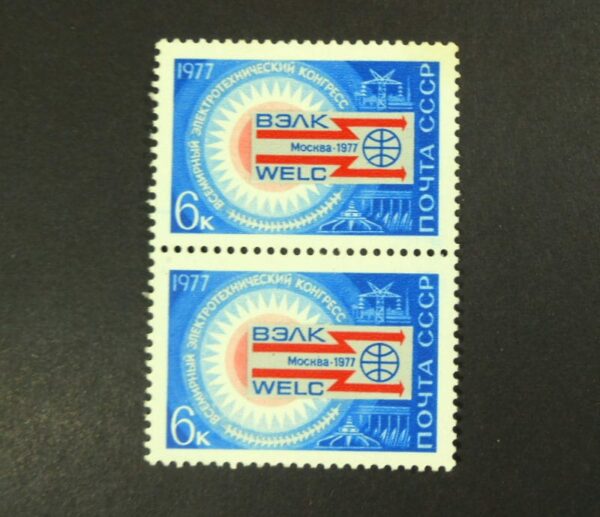 1977
ВСЕМИРНЫЙ ЭЛЕКТРОТЕХНИЧЕСКИЙ КОНГРЕСС
ВЭЛК
Москва-1977
WELC
6к
ПОЧТА СССР
1977
ВСЕМИРНЫЙ ЭЛЕКТРОТЕХНИЧЕСКИЙ КОНГРЕСС
ВЭЛК
Москва-1977
WELC
6к
ПОЧТА СССР